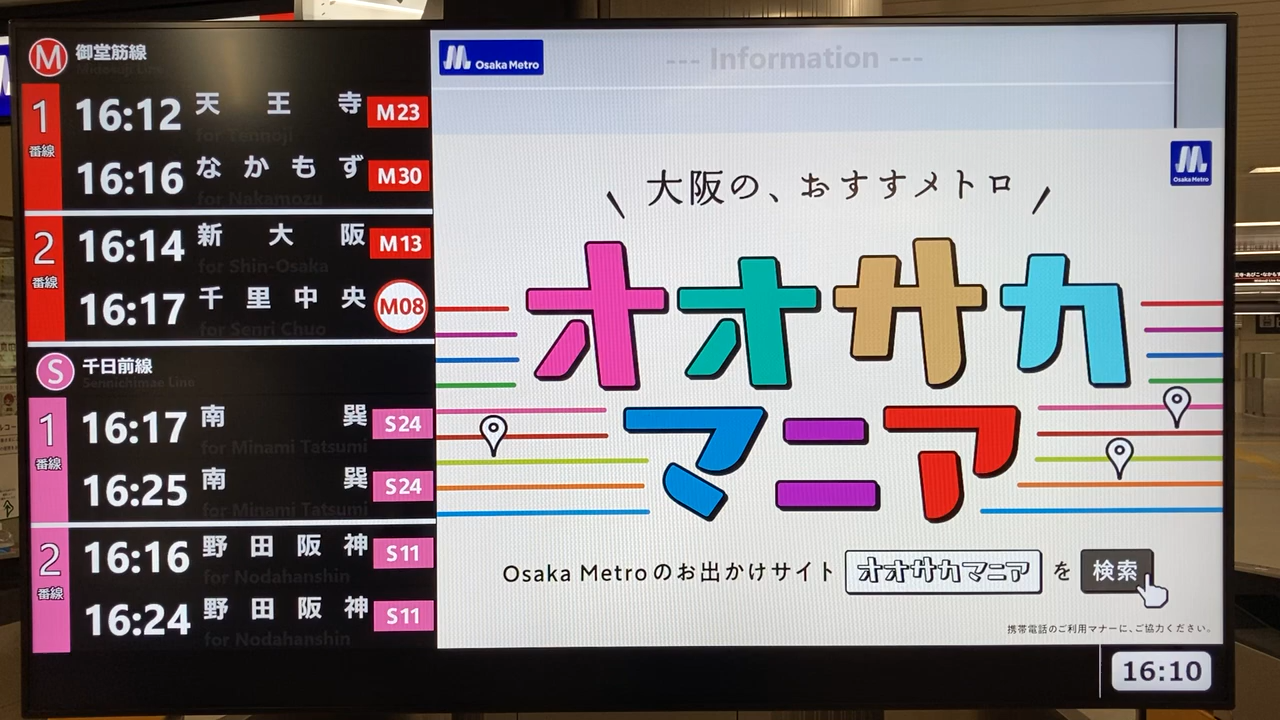 M 御堂筋線
Midosuji Line
1番線
16:12 天王寺 M23
for Tennoji
16:16 なかもず M30
for Nakamozu
2番線
16:14 新大阪 M13
for Shin-Osaka
16:17 千里中央 M08
for Senri Chuo
S 千日前線
Sennichimae Line
1番線
16:17 南巽 S24
for Minami Tatsumi
16:25 南巽 S24
for Minami Tatsumi
2番線
16:16 野田阪神 S11
for Nodahanshin
16:24 野田阪神 S11
for Nodahanshin
Osaka Metro
--- Information ---
Osaka Metro
大阪の、おすすメトロ
オオサカ
マニア
Osaka Metroのお出かけサイト オオサカマニア を 検索
携帯電話のご利用マナーに、ご協力ください。
16:10